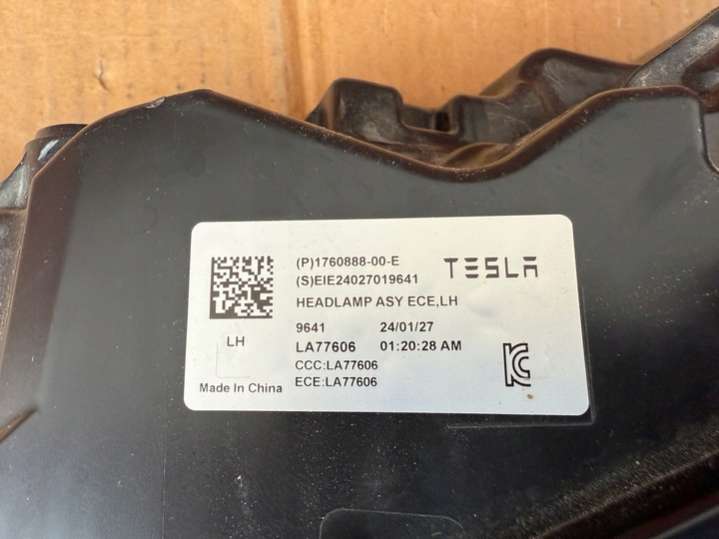 (P)1760888-00-E
TESLA
(S)EIE24027019641
HEADLAMP ASY ECE,LH
9641 24/01/27
LH
LA77606 01:20:28 AM
CCC:LA77606
Made In China
ECE:LA77606